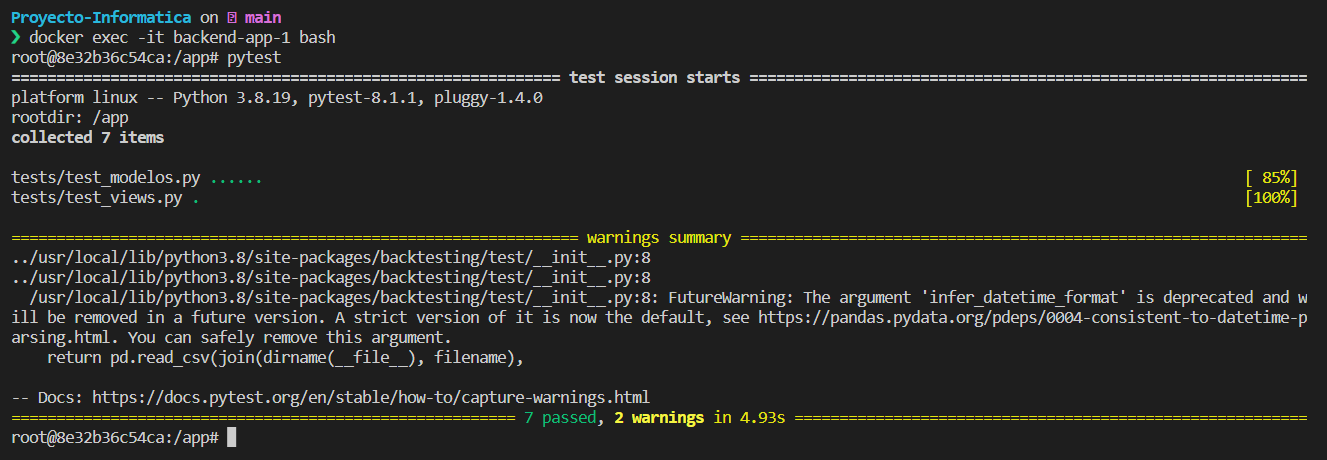 Proyecto-Informatica on main
❯ docker exec -it backend-app-1 bash
root@8e32b36c54ca:/app# pytest
============================================================= test session starts ==============================================================
platform linux -- Python 3.8.19, pytest-8.1.1, pluggy-1.4.0
rootdir: /app
collected 7 items
tests/test_modelos.py ...... [ 85%]
tests/test_views.py . [100%]
=============================================================== warnings summary ===============================================================
../usr/local/lib/python3.8/site-packages/backtesting/test/__init__.py:8
../usr/local/lib/python3.8/site-packages/backtesting/test/__init__.py:8
/usr/local/lib/python3.8/site-packages/backtesting/test/__init__.py:8: FutureWarning: The argument 'infer_datetime_format' is deprecated and w
ill be removed in a future version. A strict version of it is now the default, see https://pandas.pydata.org/pdeps/0004-consistent-to-datetime-p
arsing.html. You can safely remove this argument.
return pd.read_csv(join(dirname(__file__), filename),
-- Docs: https://docs.pytest.org/en/stable/how-to/capture-warnings.html
======================================================== 7 passed, 2 warnings in 4.93s =========================================================
root@8e32b36c54ca:/app#